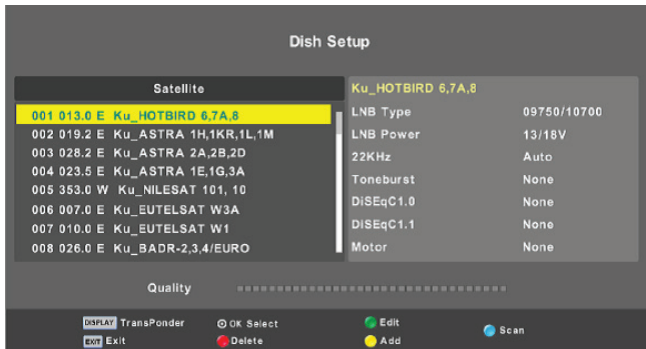 Dish Setup
Satellite
001 013.0 E Ku_HOTBIRD 6,7A,8
002 019.2 E Ku_ASTRA 1H,1KR,1L,1M
003 028.2 E Ku_ASTRA 2A,2B,2D
004 023.5 E Ku_ASTRA 1E,1G,3A
005 353.0 W Ku_NILESAT 101, 10
006 007.0 E Ku_EUTELSAT W3A
007 010.0 E Ku_EUTELSAT W1
008 026.0 E Ku_BADR-2,3,4/EURO
Ku_HOTBIRD 6,7A,8
LNB Type 09750/10700
LNB Power 13/18V
22KHz Auto
Toneburst None
DiSEqC1.0 None
DiSEqC1.1 None
Motor None
Quality
DISPLAY TransPonder OK Select Edit Scan
EXIT Exit Delete Add